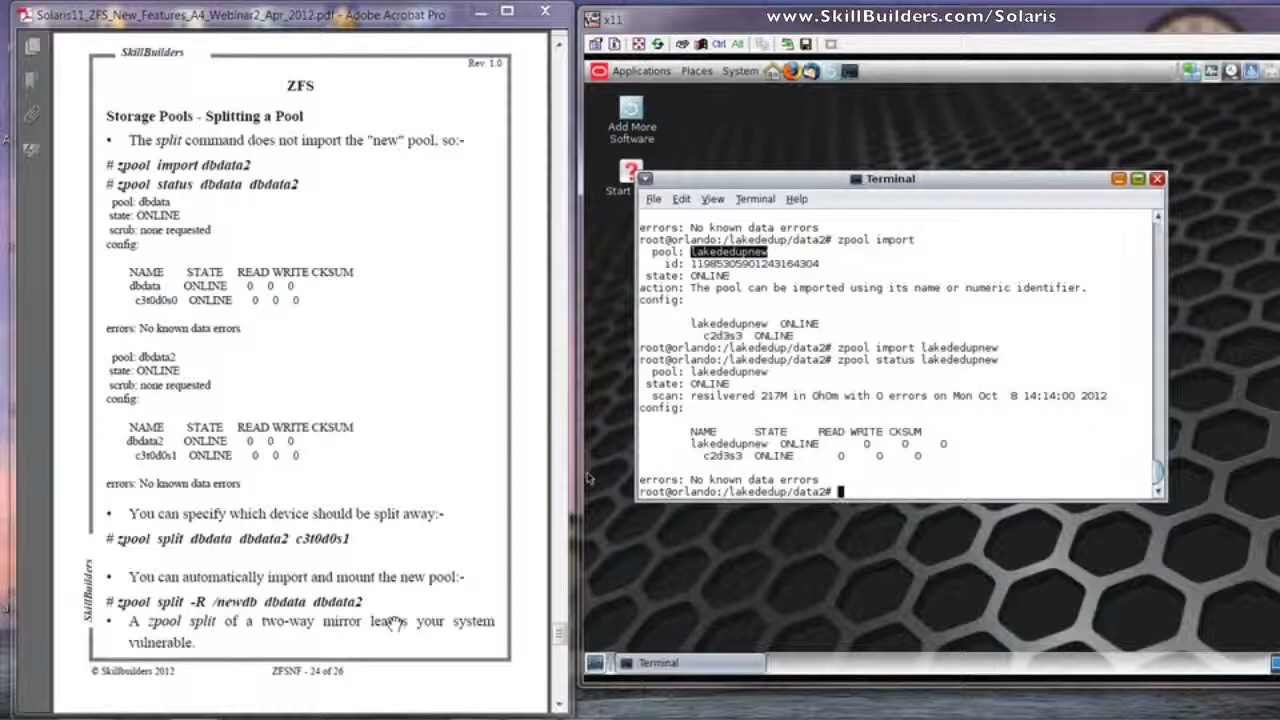 Solaris11_ZFS_New_Features_A4_Webinar2_Apr_2012.pdf - Adobe Acrobat Pro
SkillBuilders
Rev. 1.0
ZFS
Storage Pools - Splitting a Pool
• The split command does not import the "new" pool, so:-
# zpool import dbdata2
# zpool status dbdata dbdata2
pool: dbdata
state: ONLINE
scrub: none requested
config:
NAME STATE READ WRITE CKSUM
dbdata ONLINE 0 0 0
c3t0d0s0 ONLINE 0 0 0
errors: No known data errors
pool: dbdata2
state: ONLINE
scrub: none requested
config:
NAME STATE READ WRITE CKSUM
dbdata2 ONLINE 0 0 0
c3t0d0s1 ONLINE 0 0 0
errors: No known data errors
• You can specify which device should be split away:-
# zpool split dbdata dbdata2 c3t0d0s1
• You can automatically import and mount the new pool:-
# zpool split -R /newdb dbdata dbdata2
• A zpool split of a two-way mirror leaves your system
vulnerable.
SkillBuilders
© Skillbuilders 2012
ZFSNF - 24 of 26
www.SkillBuilders.com/Solaris
x11
Ctrl Alt
Applications Places System
Add More
Software
Start
Terminal
File Edit View Terminal Help
errors: No known data errors
root@orlando:/lakededup/data2# zpool import
pool: lakededupnew
id: 11985305901243164304
state: ONLINE
action: The pool can be imported using its name or numeric identifier.
config:
lakededupnew ONLINE
c2d3s3 ONLINE
root@orlando:/lakededup/data2# zpool import lakededupnew
root@orlando:/lakededup/data2# zpool status lakededupnew
pool: lakededupnew
state: ONLINE
scan: resilvered 217M in 0h0m with 0 errors on Mon Oct 8 14:14:00 2012
config:
NAME STATE READ WRITE CKSUM
lakededupnew ONLINE 0 0 0
c2d3s3 ONLINE 0 0 0
errors: No known data errors
root@orlando:/lakededup/data2#
Terminal